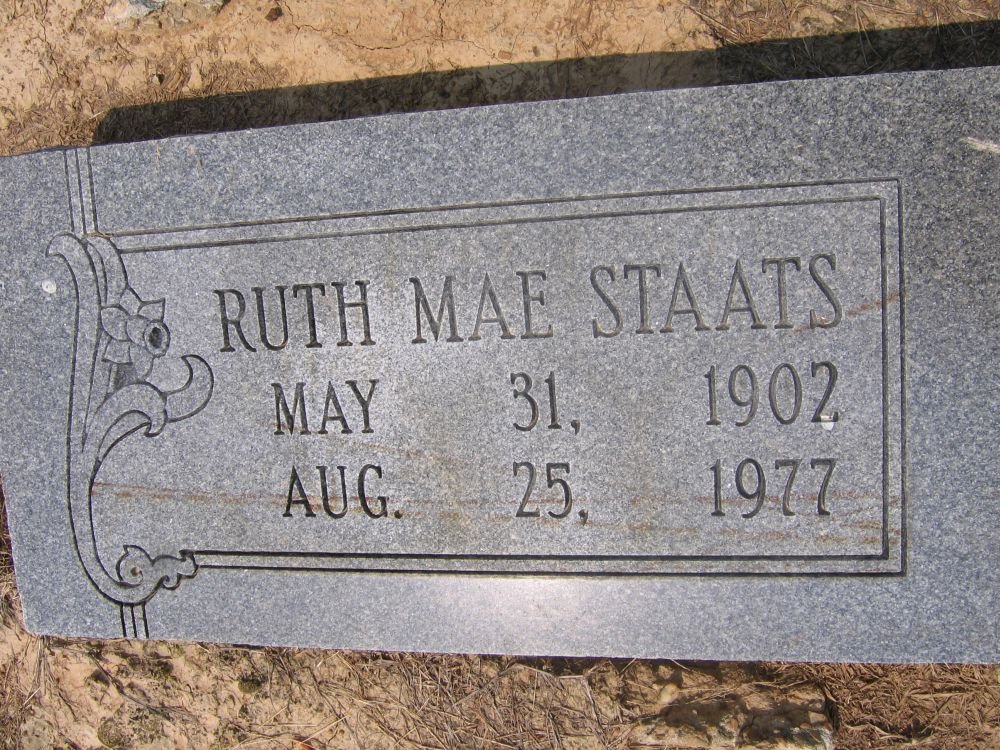 RUTH MAE STAATS
MAY 31, 1902
AUG. 25, 1977